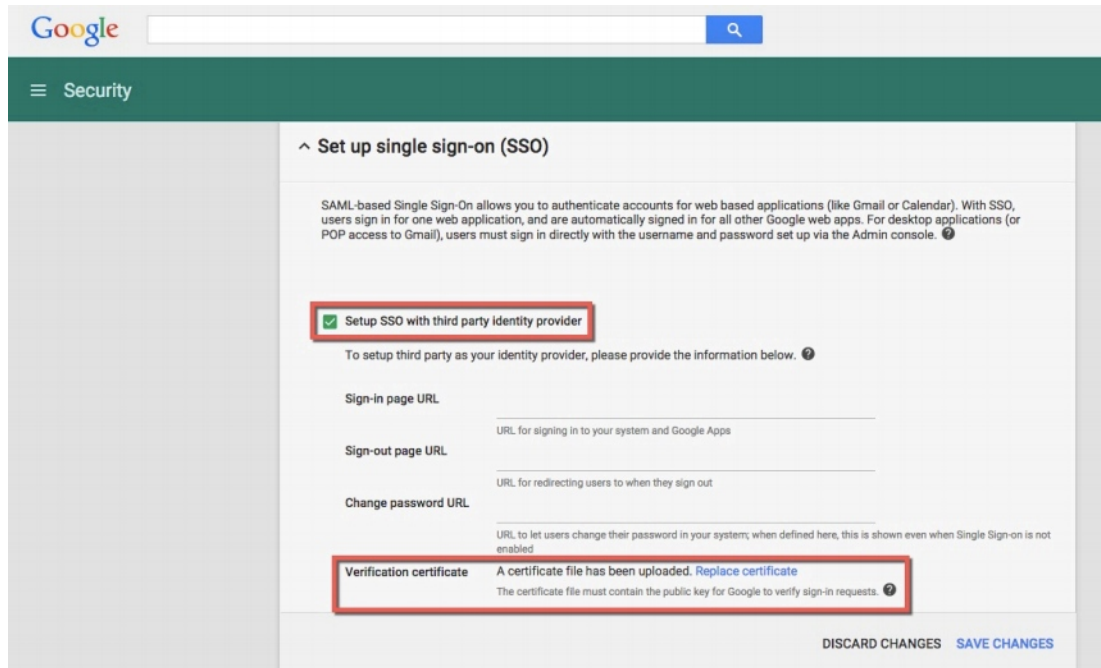 Google
Security
Set up single sign-on (SSO)
SAML-based Single Sign-On allows you to authenticate accounts for web based applications (like Gmail or Calendar). With SSO,
users sign in for one web application, and are automatically signed in for all other Google web apps. For desktop applications (or
POP access to Gmail), users must sign in directly with the username and password set up via the Admin console. ?
Setup SSO with third party identity provider
To setup third party as your identity provider, please provide the information below. ?
Sign-in page URL
URL for signing in to your system and Google Apps
Sign-out page URL
URL for redirecting users to when they sign out
Change password URL
URL to let users change their password in your system; when defined here, this is shown even when Single Sign-on is not
enabled
Verification certificate A certificate file has been uploaded. Replace certificate
The certificate file must contain the public key for Google to verify sign-in requests. ?
DISCARD CHANGES SAVE CHANGES